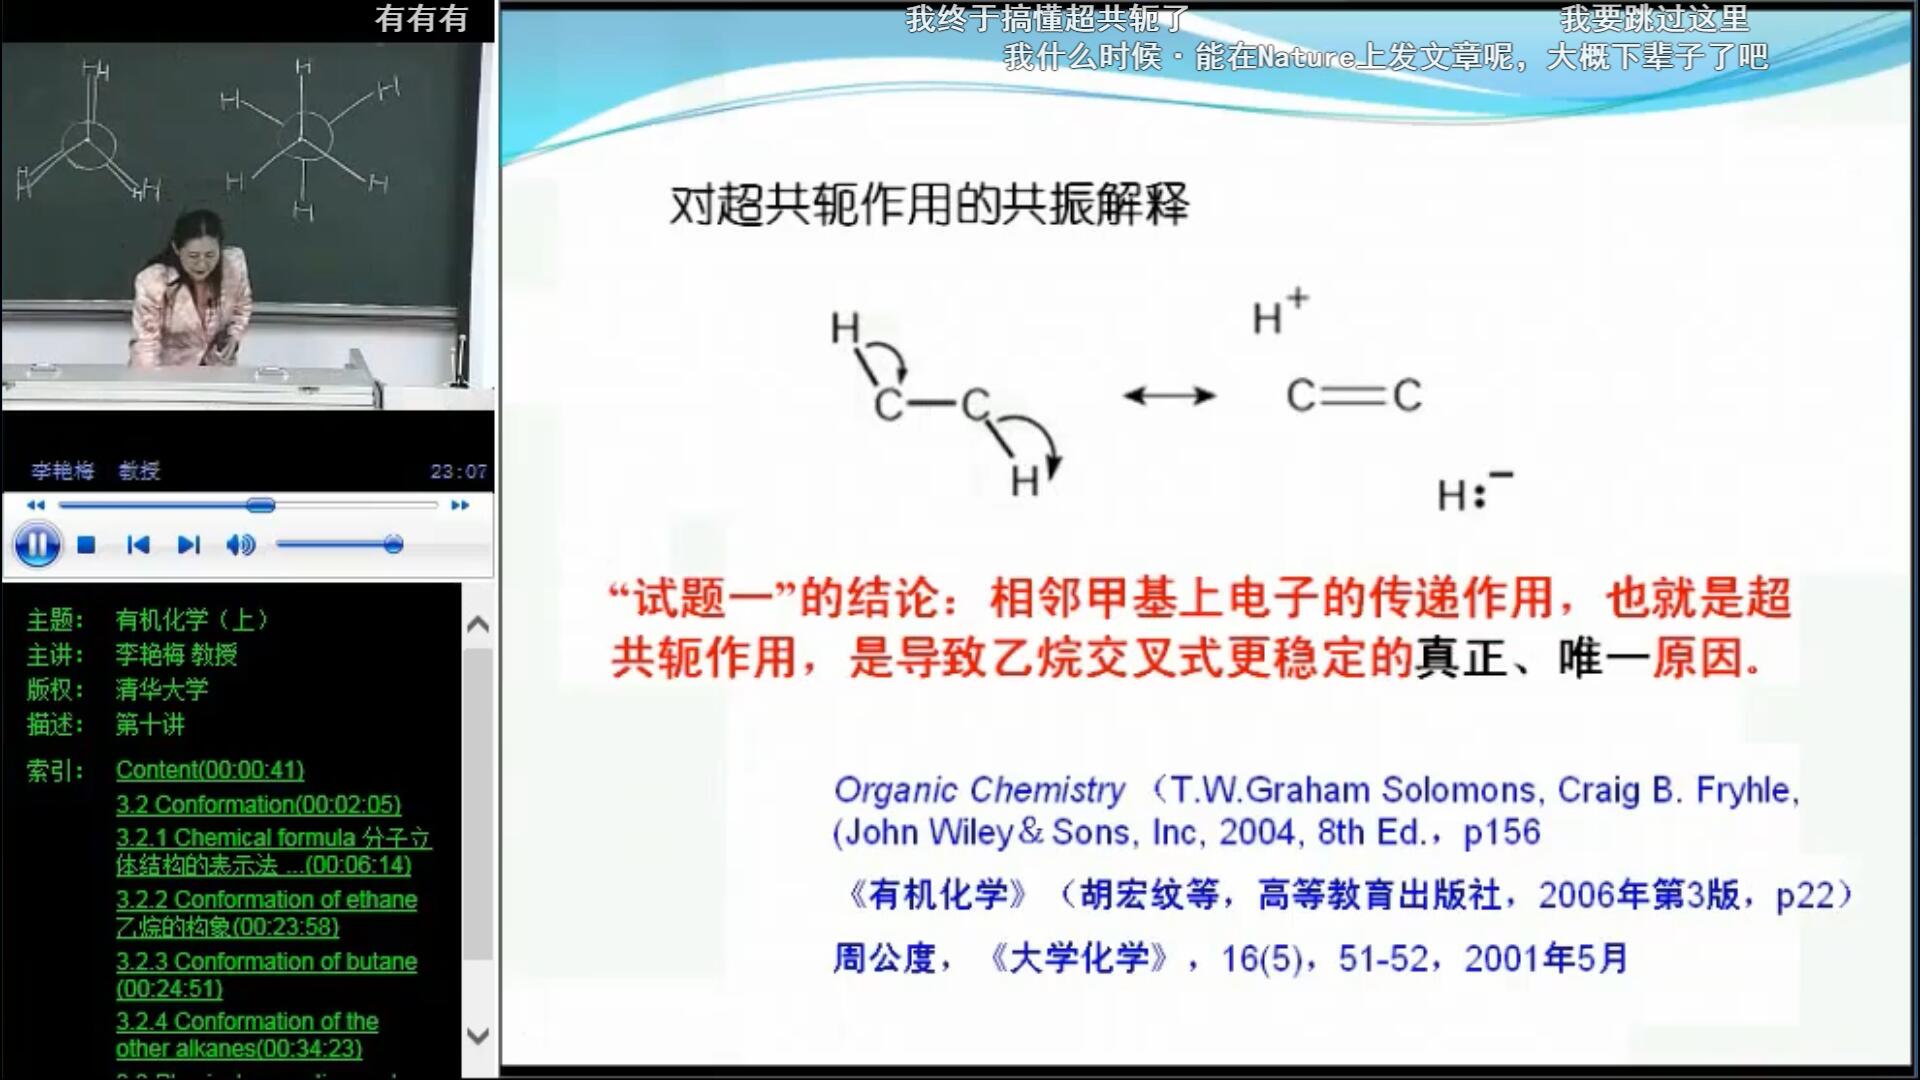 有有有
我终于搞懂超共轭了
我要跳过这里
我什么时候·能在Nature上发文章呢，大概下辈子了吧
HH
H
H
H
H
H
H
H
H
H
H
李艳梅 教授 23:07
主题： 有机化学（上）
主讲： 李艳梅 教授
版权： 清华大学
描述： 第十讲
索引： Content(00:00:41)
3.2 Conformation(00:02:05)
3.2.1 Chemical formula 分子立
体结构的表示法 ...(00:06:14)
3.2.2 Conformation of ethane
乙烷的构象(00:23:58)
3.2.3 Conformation of butane
(00:24:51)
3.2.4 Conformation of the
other alkanes(00:34:23)
对超共轭作用的共振解释
H
C—C
H
H+
C═C
H:−
“试题一”的结论：相邻甲基上电子的传递作用，也就是超
共轭作用，是导致乙烷交叉式更稳定的真正、唯一原因。
Organic Chemistry （T.W.Graham Solomons, Craig B. Fryhle,
(John Wiley＆Sons, Inc, 2004, 8th Ed.，p156
《有机化学》（胡宏纹等，高等教育出版社，2006年第3版，p22）
周公度，《大学化学》，16(5)，51-52，2001年5月